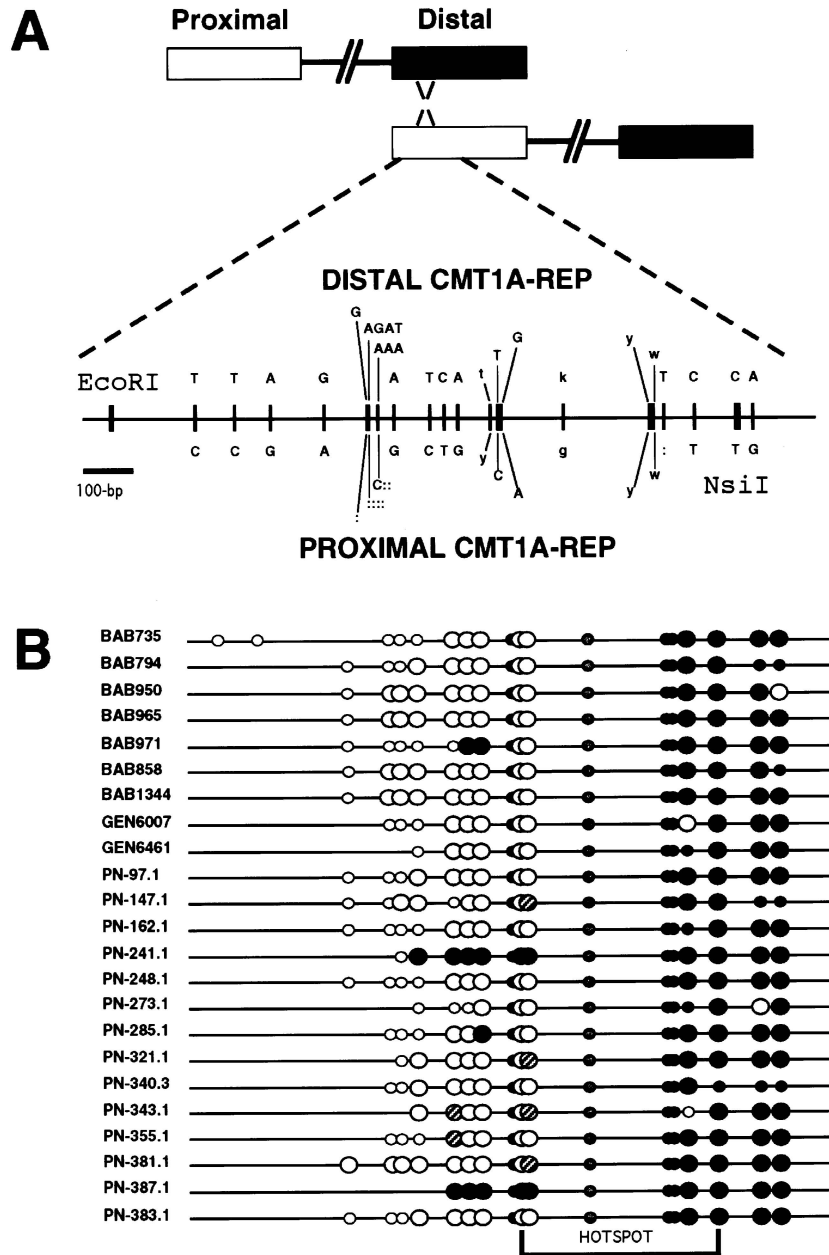 A
Proximal Distal
DISTAL CMT1A-REP
G
AGAT
AAA
T
G
y
w
t
EcoRI T T A G A T C A k T C C A
C C G A G C T G y g : T T G
C::
::::
:
C
A
y
w
100-bp
NsiI
PROXIMAL CMT1A-REP
B
BAB735
BAB794
BAB950
BAB965
BAB971
BAB858
BAB1344
GEN6007
GEN6461
PN-97.1
PN-147.1
PN-162.1
PN-241.1
PN-248.1
PN-273.1
PN-285.1
PN-321.1
PN-340.3
PN-343.1
PN-355.1
PN-381.1
PN-387.1
PN-383.1
HOTSPOT